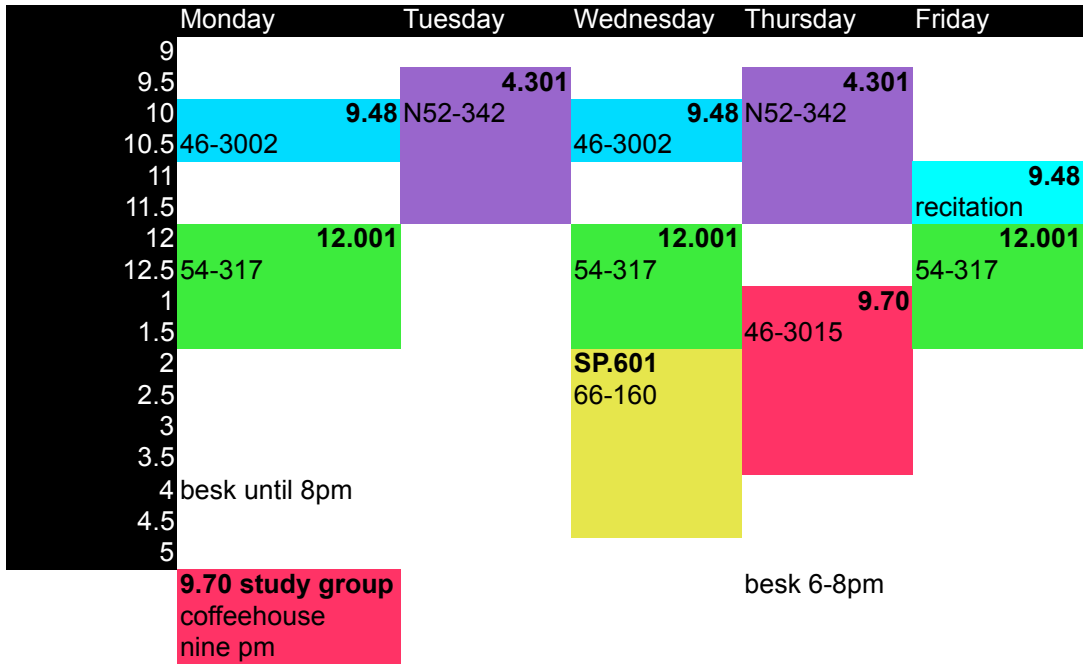 Monday Tuesday Wednesday Thursday Friday
9
9.5 4.301 4.301
10 9.48 N52-342 9.48 N52-342
10.5 46-3002 46-3002
11 9.48
11.5 recitation
12 12.001 12.001 12.001
12.5 54-317 54-317 54-317
1 9.70
1.5 46-3015
2 SP.601
2.5 66-160
3
3.5
4 besk until 8pm
4.5
5
9.70 study group besk 6-8pm
coffeehouse
nine pm